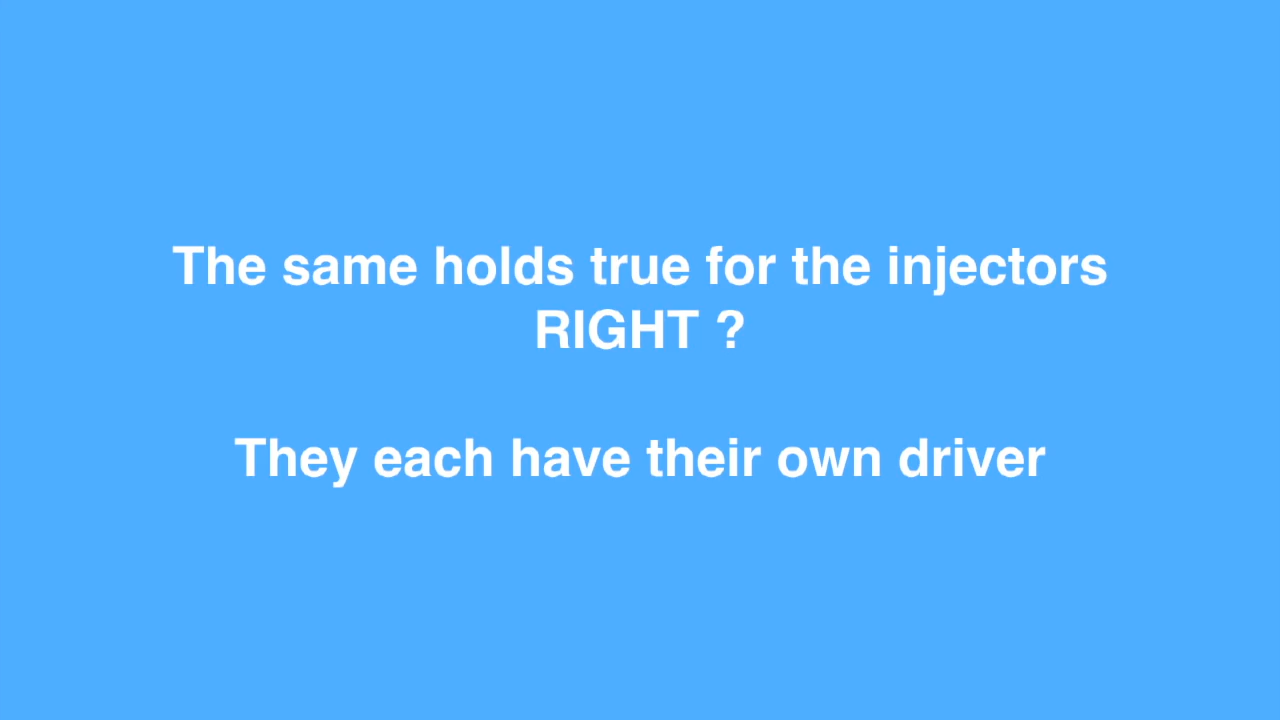 The same holds true for the injectors
RIGHT ?
They each have their own driver